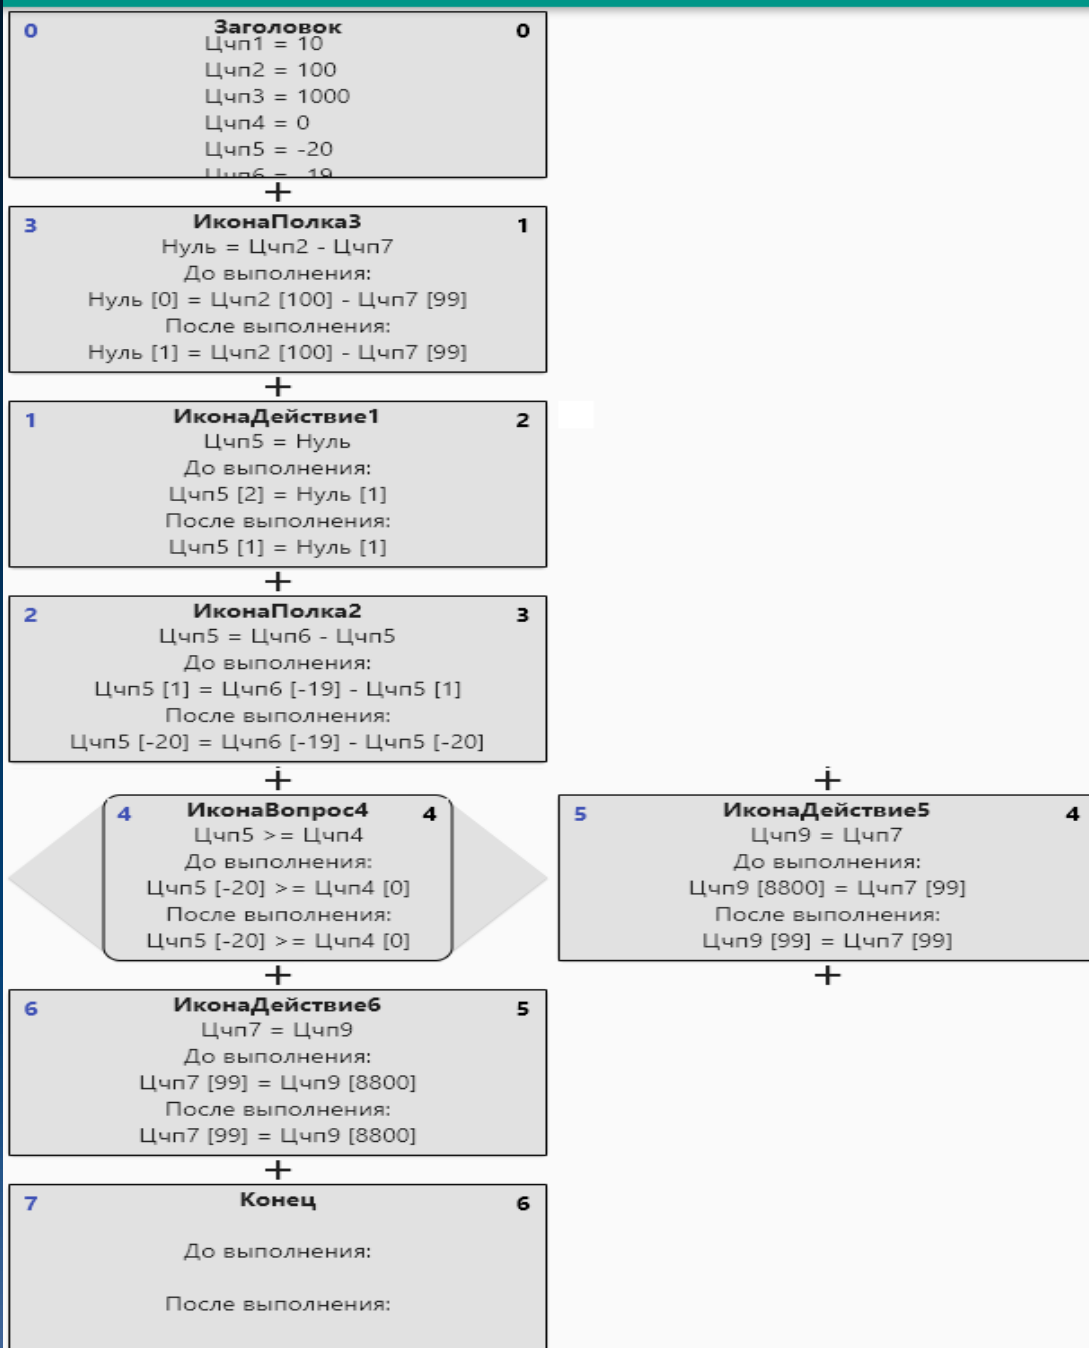 0 Заголовок 0
Цчп1 = 10
Цчп2 = 100
Цчп3 = 1000
Цчп4 = 0
Цчп5 = -20
3 ИконаПолка3 1
Нуль = Цчп2 - Цчп7
До выполнения:
Нуль [0] = Цчп2 [100] - Цчп7 [99]
После выполнения:
Нуль [1] = Цчп2 [100] - Цчп7 [99]
1 ИконаДействие1 2
Цчп5 = Нуль
До выполнения:
Цчп5 [2] = Нуль [1]
После выполнения:
Цчп5 [1] = Нуль [1]
2 ИконаПолка2 3
Цчп5 = Цчп6 - Цчп5
До выполнения:
Цчп5 [1] = Цчп6 [-19] - Цчп5 [1]
После выполнения:
Цчп5 [-20] = Цчп6 [-19] - Цчп5 [-20]
4 ИконаВопрос4 4
Цчп5 >= Цчп4
До выполнения:
Цчп5 [-20] >= Цчп4 [0]
После выполнения:
Цчп5 [-20] >= Цчп4 [0]
5 ИконаДействие5 4
Цчп9 = Цчп7
До выполнения:
Цчп9 [8800] = Цчп7 [99]
После выполнения:
Цчп9 [99] = Цчп7 [99]
6 ИконаДействие6 5
Цчп7 = Цчп9
До выполнения:
Цчп7 [99] = Цчп9 [8800]
После выполнения:
Цчп7 [99] = Цчп9 [8800]
7 Конец 6
До выполнения:
После выполнения: